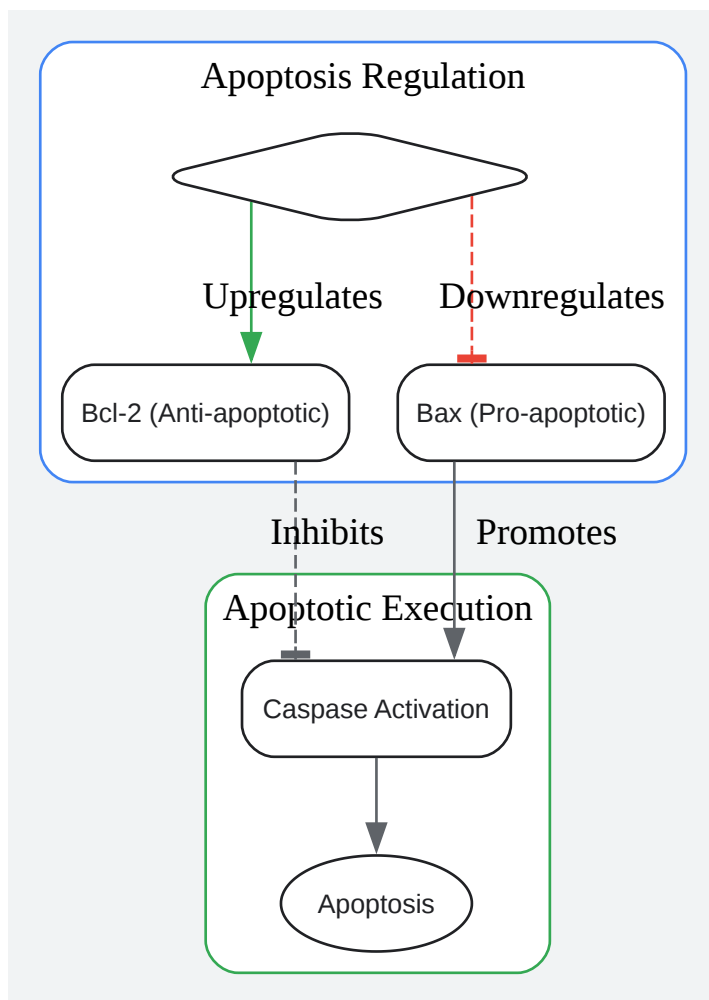 Apoptosis Regulation
Upregulates
Downregulates
Bcl-2 (Anti-apoptotic)
Bax (Pro-apoptotic)
Inhibits
Promotes
Apoptotic Execution
Caspase Activation
Apoptosis